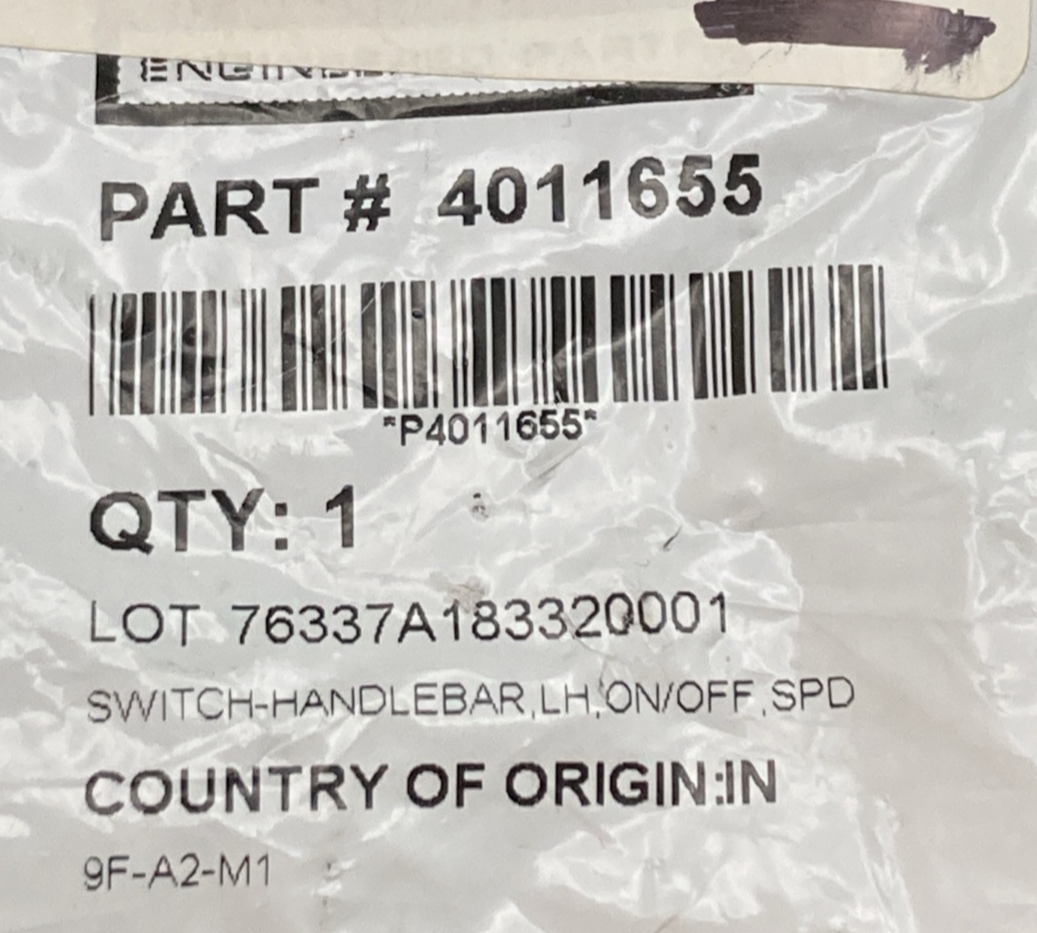 PART # 4011655
*P4011655*
QTY: 1
LOT 76337A183320001
SWITCH-HANDLEBAR,LH,ON/OFF,SPD
COUNTRY OF ORIGIN:IN
9F-A2-M1